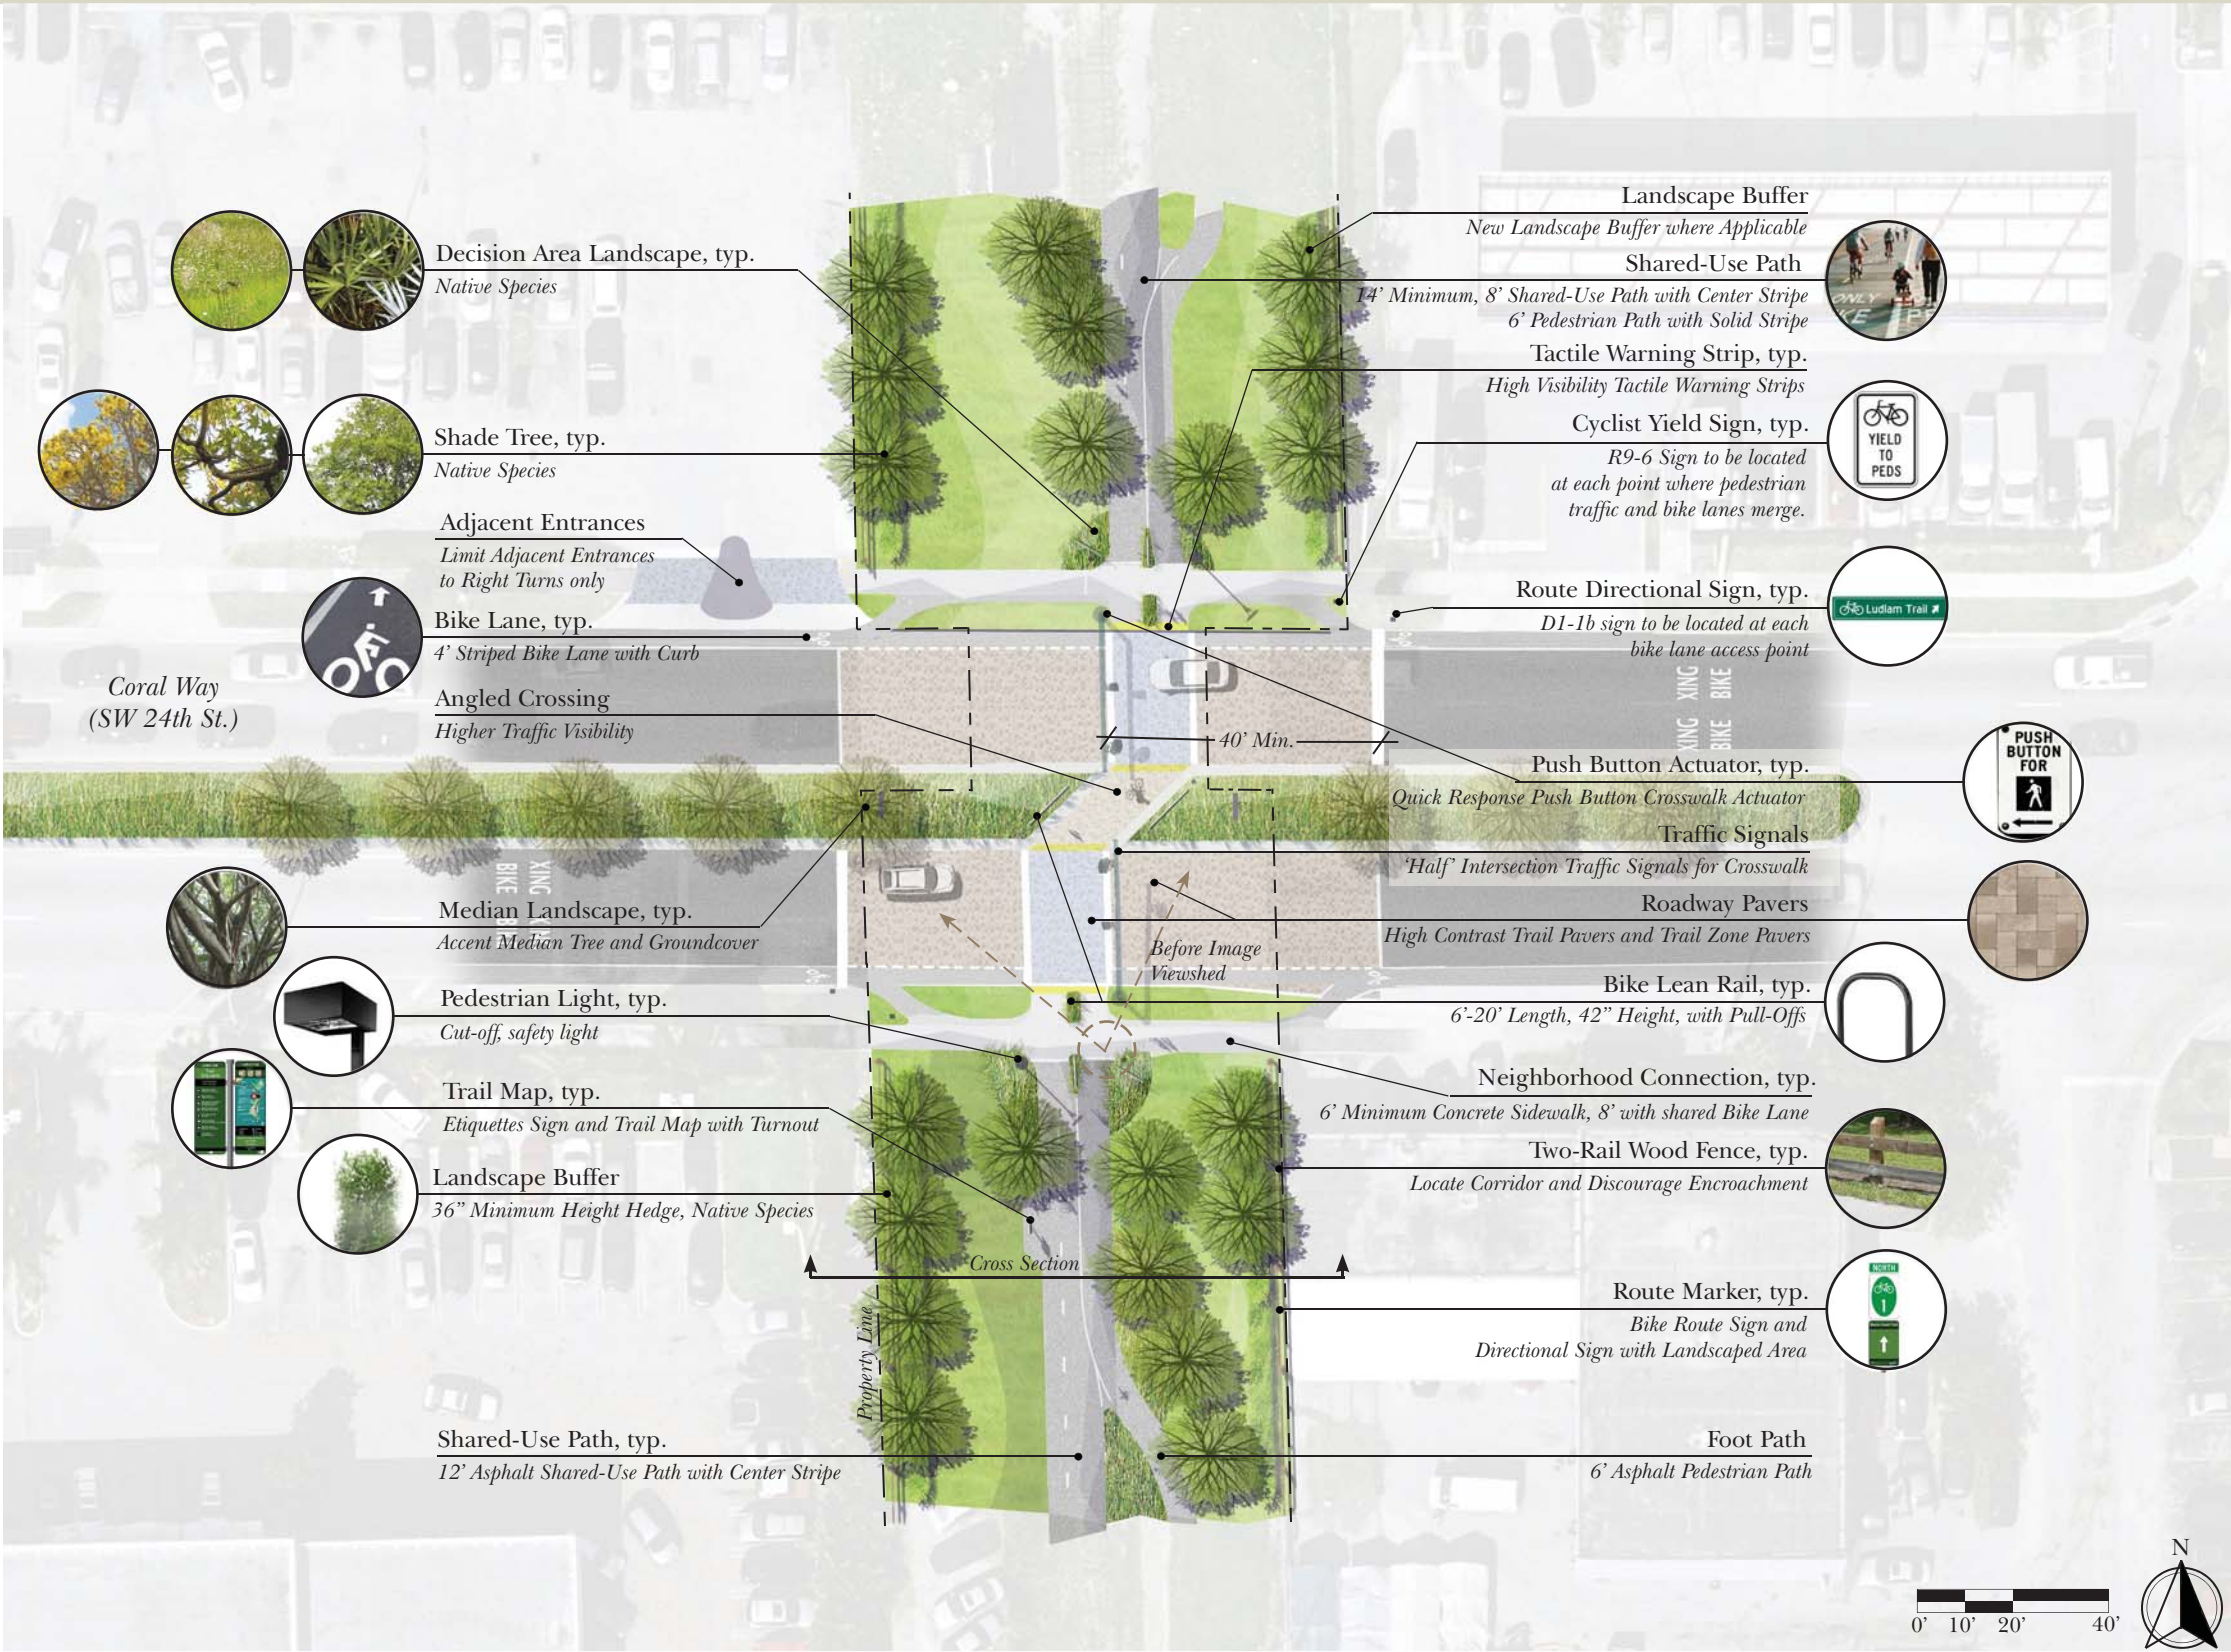 Decision Area Landscape, typ.
Native Species
Shade Tree, typ.
Native Species
Adjacent Entrances
Limit Adjacent Entrances
to Right Turns only
Bike Lane, typ.
4’ Striped Bike Lane with Curb
Coral Way
(SW 24th St.)
Angled Crossing
Higher Traffic Visibility
Median Landscape, typ.
Accent Median Tree and Groundcover
Pedestrian Light, typ.
Cut-off, safety light
Trail Map, typ.
Etiquettes Sign and Trail Map with Turnout
Landscape Buffer
36” Minimum Height Hedge, Native Species
Shared-Use Path, typ.
12’ Asphalt Shared-Use Path with Center Stripe
40’ Min.
BIKE
XING
Before Image
Viewshed
Cross Section
Property Line
Landscape Buffer
New Landscape Buffer where Applicable
Shared-Use Path
14’ Minimum, 8’ Shared-Use Path with Center Stripe
6’ Pedestrian Path with Solid Stripe
ONLY
Tactile Warning Strip, typ.
High Visibility Tactile Warning Strips
Cyclist Yield Sign, typ.
R9-6 Sign to be located
at each point where pedestrian
traffic and bike lanes merge.
YIELD
TO
PEDS
Route Directional Sign, typ.
D1-1b sign to be located at each
bike lane access point
Ludlam Trail
XING XING
BIKE BIKE
Push Button Actuator, typ.
Quick Response Push Button Crosswalk Actuator
PUSH
BUTTON
FOR
Traffic Signals
‘Half’ Intersection Traffic Signals for Crosswalk
Roadway Pavers
High Contrast Trail Pavers and Trail Zone Pavers
Bike Lean Rail, typ.
6’-20’ Length, 42” Height, with Pull-Offs
Neighborhood Connection, typ.
6’ Minimum Concrete Sidewalk, 8’ with shared Bike Lane
Two-Rail Wood Fence, typ.
Locate Corridor and Discourage Encroachment
Route Marker, typ.
Bike Route Sign and
Directional Sign with Landscaped Area
NORTH
1
Foot Path
6’ Asphalt Pedestrian Path
N
0’ 10’ 20’ 40’